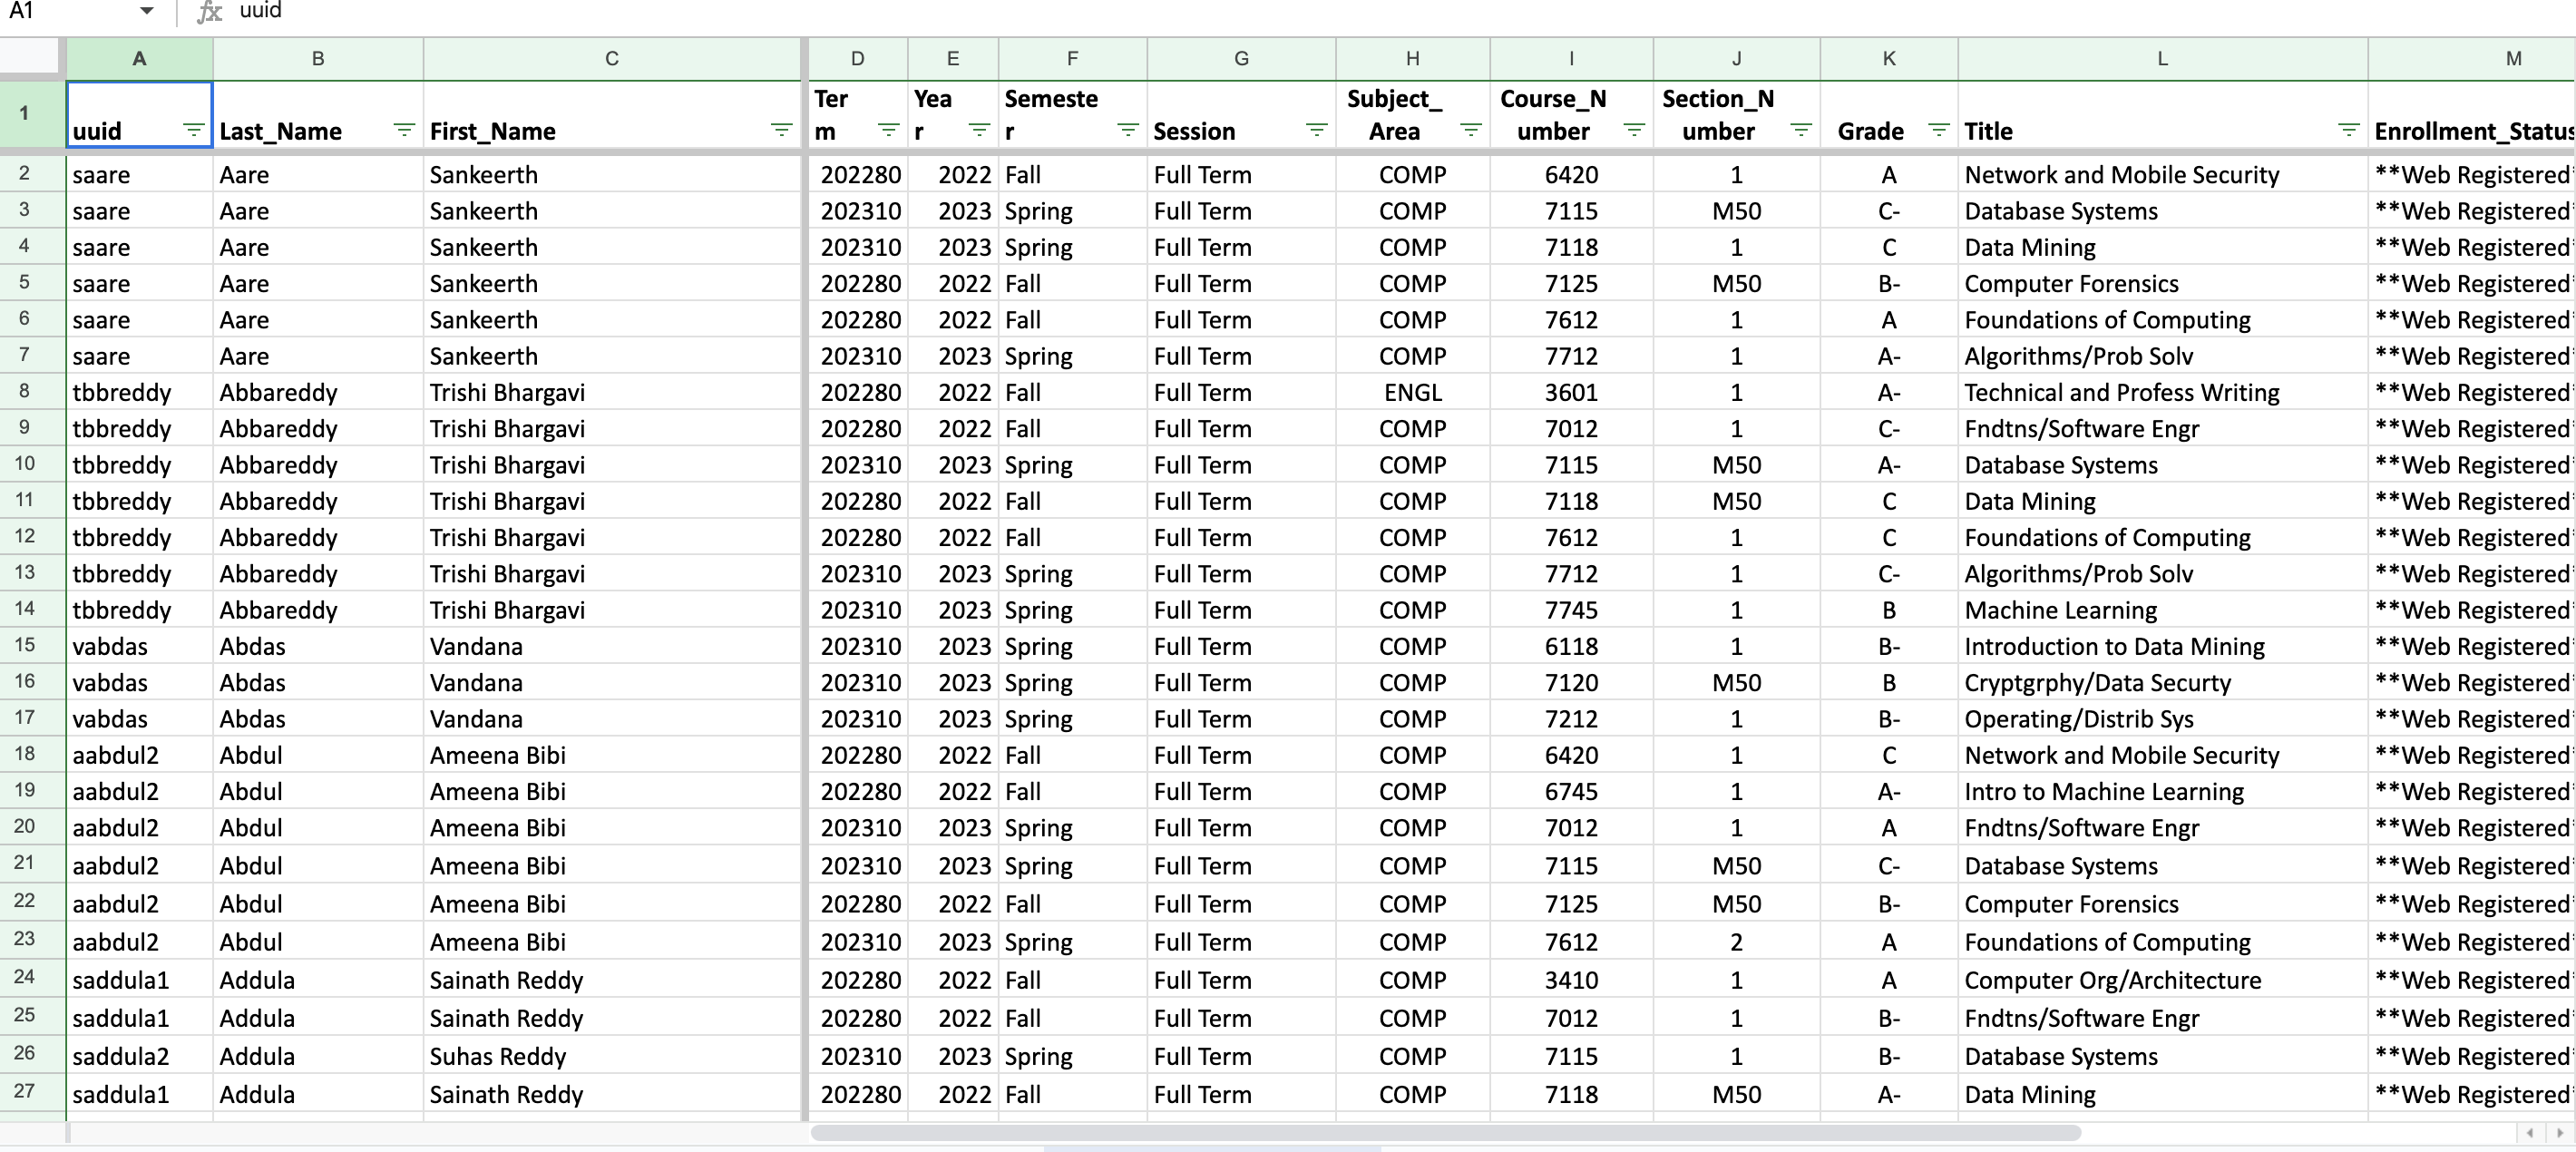 A1 fx uuid
A B C D E F G H I J K L M
1 uuid Last_Name First_Name Ter m Yea r Semeste r Session Subject_ Area Course_N umber Section_N umber Grade Title Enrollment_Status
2 saare Aare Sankeerth 202280 2022 Fall Full Term COMP 6420 1 A Network and Mobile Security **Web Registered*
3 saare Aare Sankeerth 202310 2023 Spring Full Term COMP 7115 M50 C- Database Systems **Web Registered*
4 saare Aare Sankeerth 202310 2023 Spring Full Term COMP 7118 1 C Data Mining **Web Registered*
5 saare Aare Sankeerth 202280 2022 Fall Full Term COMP 7125 M50 B- Computer Forensics **Web Registered*
6 saare Aare Sankeerth 202280 2022 Fall Full Term COMP 7612 1 A Foundations of Computing **Web Registered*
7 saare Aare Sankeerth 202310 2023 Spring Full Term COMP 7712 1 A- Algorithms/Prob Solv **Web Registered*
8 tbbreddy Abbareddy Trishi Bhargavi 202280 2022 Fall Full Term ENGL 3601 1 A- Technical and Profess Writing **Web Registered*
9 tbbreddy Abbareddy Trishi Bhargavi 202280 2022 Fall Full Term COMP 7012 1 C- Fndtns/Software Engr **Web Registered*
10 tbbreddy Abbareddy Trishi Bhargavi 202310 2023 Spring Full Term COMP 7115 M50 A- Database Systems **Web Registered*
11 tbbreddy Abbareddy Trishi Bhargavi 202280 2022 Fall Full Term COMP 7118 M50 C Data Mining **Web Registered*
12 tbbreddy Abbareddy Trishi Bhargavi 202280 2022 Fall Full Term COMP 7612 1 C Foundations of Computing **Web Registered*
13 tbbreddy Abbareddy Trishi Bhargavi 202310 2023 Spring Full Term COMP 7712 1 C- Algorithms/Prob Solv **Web Registered*
14 tbbreddy Abbareddy Trishi Bhargavi 202310 2023 Spring Full Term COMP 7745 1 B Machine Learning **Web Registered*
15 vabdas Abdas Vandana 202310 2023 Spring Full Term COMP 6118 1 B- Introduction to Data Mining **Web Registered*
16 vabdas Abdas Vandana 202310 2023 Spring Full Term COMP 7120 M50 B Cryptgrphy/Data Securty **Web Registered*
17 vabdas Abdas Vandana 202310 2023 Spring Full Term COMP 7212 1 B- Operating/Distrib Sys **Web Registered*
18 aabdul2 Abdul Ameena Bibi 202280 2022 Fall Full Term COMP 6420 1 C Network and Mobile Security **Web Registered*
19 aabdul2 Abdul Ameena Bibi 202280 2022 Fall Full Term COMP 6745 1 A- Intro to Machine Learning **Web Registered*
20 aabdul2 Abdul Ameena Bibi 202310 2023 Spring Full Term COMP 7012 1 A Fndtns/Software Engr **Web Registered*
21 aabdul2 Abdul Ameena Bibi 202310 2023 Spring Full Term COMP 7115 M50 C- Database Systems **Web Registered*
22 aabdul2 Abdul Ameena Bibi 202280 2022 Fall Full Term COMP 7125 M50 B- Computer Forensics **Web Registered*
23 aabdul2 Abdul Ameena Bibi 202310 2023 Spring Full Term COMP 7612 2 A Foundations of Computing **Web Registered*
24 saddula1 Addula Sainath Reddy 202280 2022 Fall Full Term COMP 3410 1 A Computer Org/Architecture **Web Registered*
25 saddula1 Addula Sainath Reddy 202280 2022 Fall Full Term COMP 7012 1 B- Fndtns/Software Engr **Web Registered*
26 saddula2 Addula Suhas Reddy 202310 2023 Spring Full Term COMP 7115 1 B- Database Systems **Web Registered*
27 saddula1 Addula Sainath Reddy 202280 2022 Fall Full Term COMP 7118 M50 A- Data Mining **Web Registered*